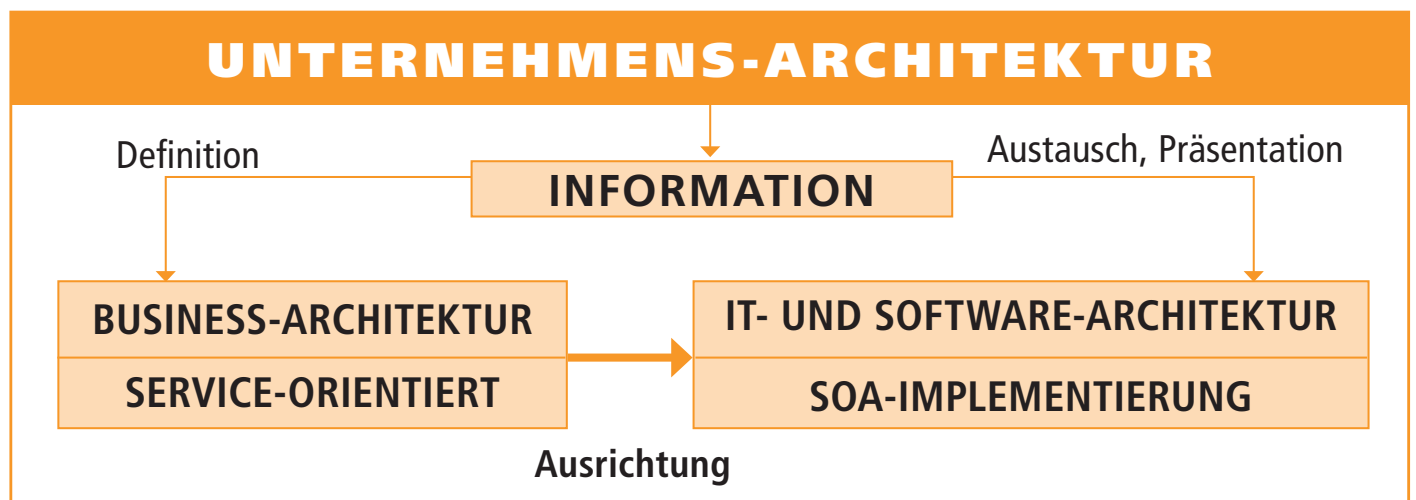 UNTERNEHMENS-ARCHITEKTUR
Definition
Austausch, Präsentation
INFORMATION
BUSINESS-ARCHITEKTUR
SERVICE-ORIENTIERT
IT- UND SOFTWARE-ARCHITEKTUR
SOA-IMPLEMENTIERUNG
Ausrichtung